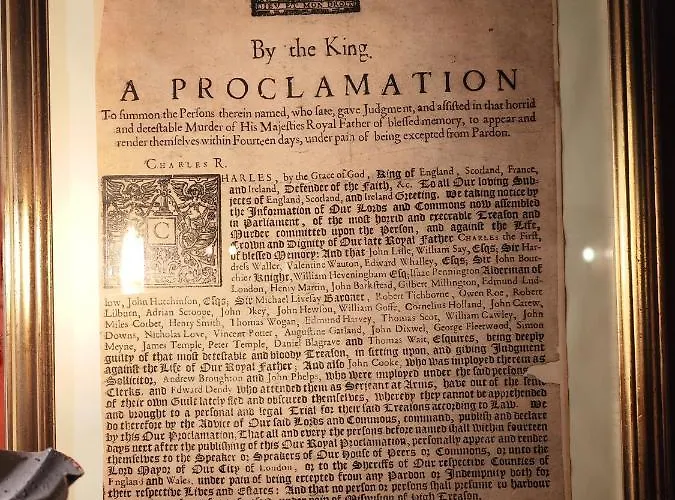 DIEV ET MON DROIT
By the King.
A PROCLAMATION
To summon the Persons therein named, who sate, gave Judgment, and assisted in that horrid
and detestable Murder of His Majesties Royal Father of blessed memory, to appear and
render themselves within Fourteen days, under pain of being excepted from Pardon.
CHARLES R.
CHARLES, by the Grace of God, King of England, Scotland, France,
and Ireland, Defender of the Faith, &c. To all Our loving Sub-
jects of England, Scotland, and Ireland Greeting. We taking notice by
the Information of Our Lords and Commons now assembled
in Parliament, of the most horrid and execrable Treason and
Murder committed upon the Person, and against the Life,
Crown and Dignity of Our late Royal Father CHARLES the First,
of blessed Memory: And that John Lisle, William Say, Esqs; Sir Har-
dress Waller, Valentine Wauton, Edward Whalley, Esqs; Sir John Bour-
chier Knight, William Heveningham Esq; Isaac Pennington Alderman of
London, Henry Martin, John Barkstead, Gilbert Millington, Edmund Lud-
low, John Hutchinson, Esqs; Sir Michael Livesay Baronet, Robert Tichborne, Owen Roe, Robert
Lilburn, Adrian Scroope, John Okey, John Hewson, William Goffe, Cornelius Holland, John Carew,
Miles Corbet, Henry Smith, Thomas Wogan, Edmund Harvey, Thomas Scot, William Cawley, John
Downs, Nicholas Love, Vincent Potter, Augustine Garland, John Dixwel, George Fleetwood, Simon
Meyne, James Temple, Peter Temple, Daniel Blagrave and Thomas Wait, Esquires, being deeply
guilty of that most detestable and bloody Treason, in sitting upon, and giving Judgment
against the Life of Our Royal Father; And also John Cooke, who was imployed therein as
Sollicitor, Andrew Broughton and John Phelps, who were imployed under the said persons
Clerks, and Edward Dendy who attended them as Serjeant at Arms, have out of the sense
of their own Guilt lately fled and obscured themselves, whereby they cannot be apprehended
and brought to a personal and legal Trial for their said Treasons according to Law. We
do therefore by the Advice of Our said Lords and Commons, command, publish and declare
by this Our Proclamation, That all and every the persons before named shall within fourteen
days next after the publishing of this Our Royal Proclamation, personally appear and render
themselves to the Speaker or Speakers of Our House of Peers or Commons, or unto the
Lord Mayor of Our City of London, or to the Sheriffs of Our respective Counties of
England and Wales, under pain of being excepted from any Pardon or Indempnity both for
their respective Lives and Estates: And that no person or persons shall presume to harbour
of High Treason.